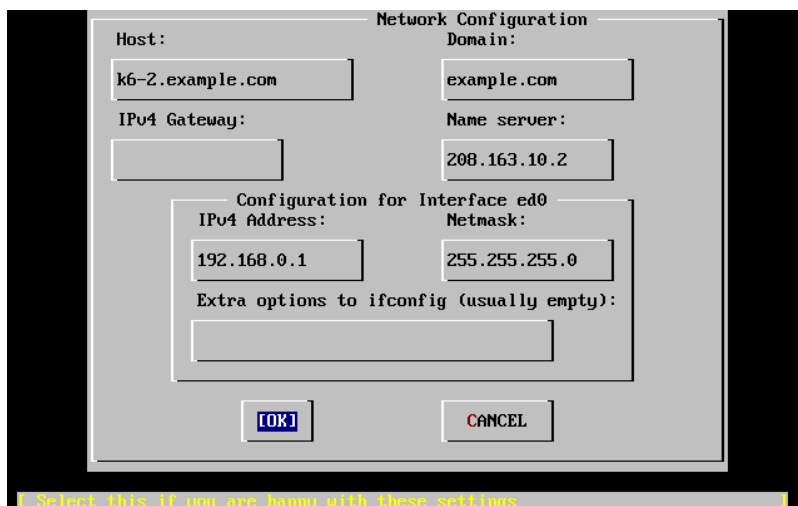 Network Configuration
Host: Domain:
k6-2.example.com example.com
IPv4 Gateway: Name server:
208.163.10.2
Configuration for Interface ed0
IPv4 Address: Netmask:
192.168.0.1 255.255.255.0
Extra options to ifconfig (usually empty):
[OK] CANCEL
[ Select this if you are happy with these settings ]